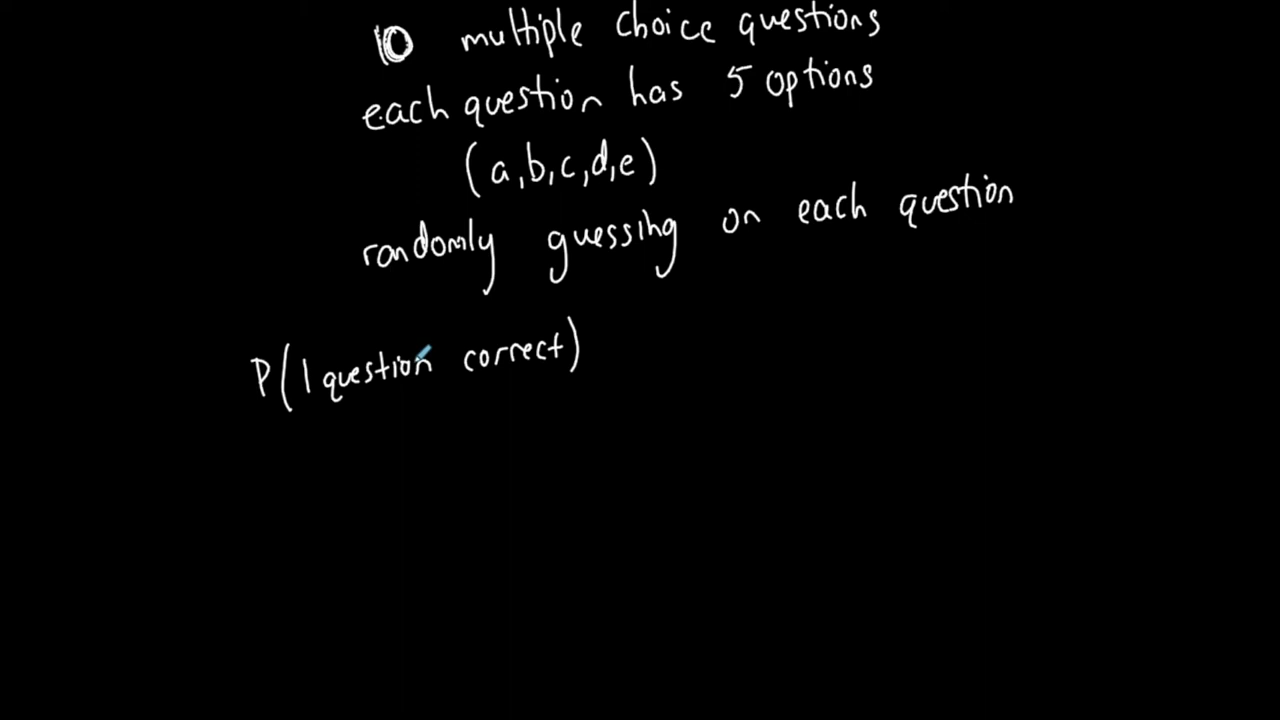 10 multiple choice questions
each question has 5 options
(a,b,c,d,e)
randomly guessing on each question
P(1 question correct)